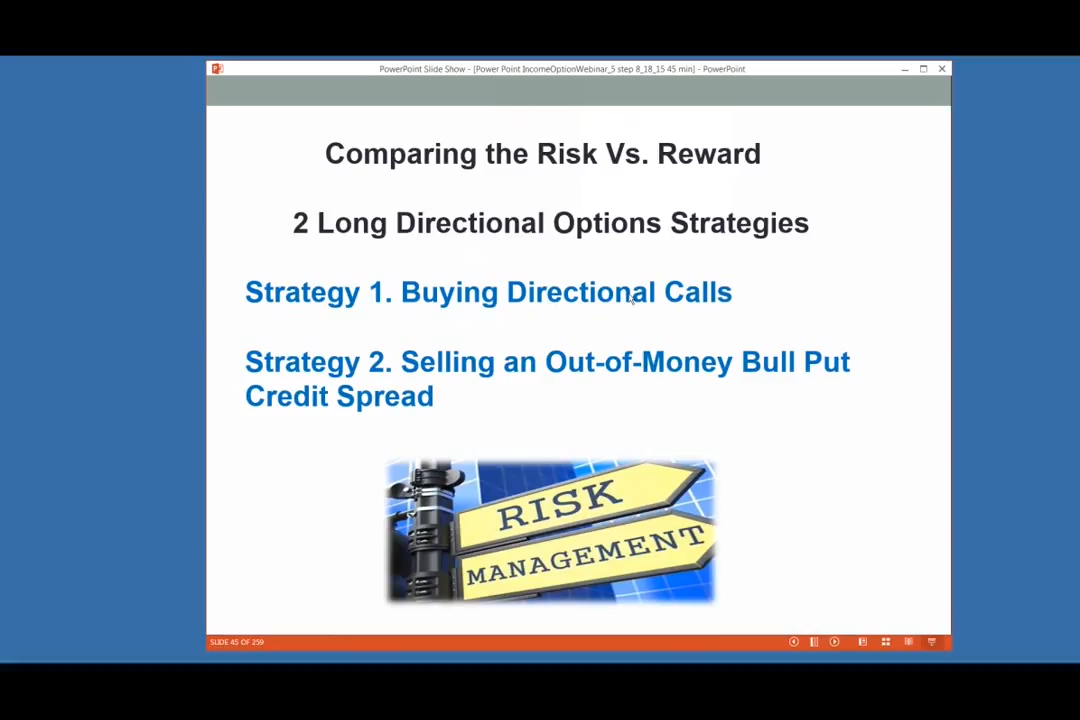 PowerPoint Slide Show - [Power Point IncomeOptionWebinar_5 step 8_18_15 45 min] - PowerPoint
Comparing the Risk Vs. Reward
2 Long Directional Options Strategies
Strategy 1. Buying Directional Calls
Strategy 2. Selling an Out-of-Money Bull Put
Credit Spread
RISK
MANAGEMENT
SLIDE 45 OF 259